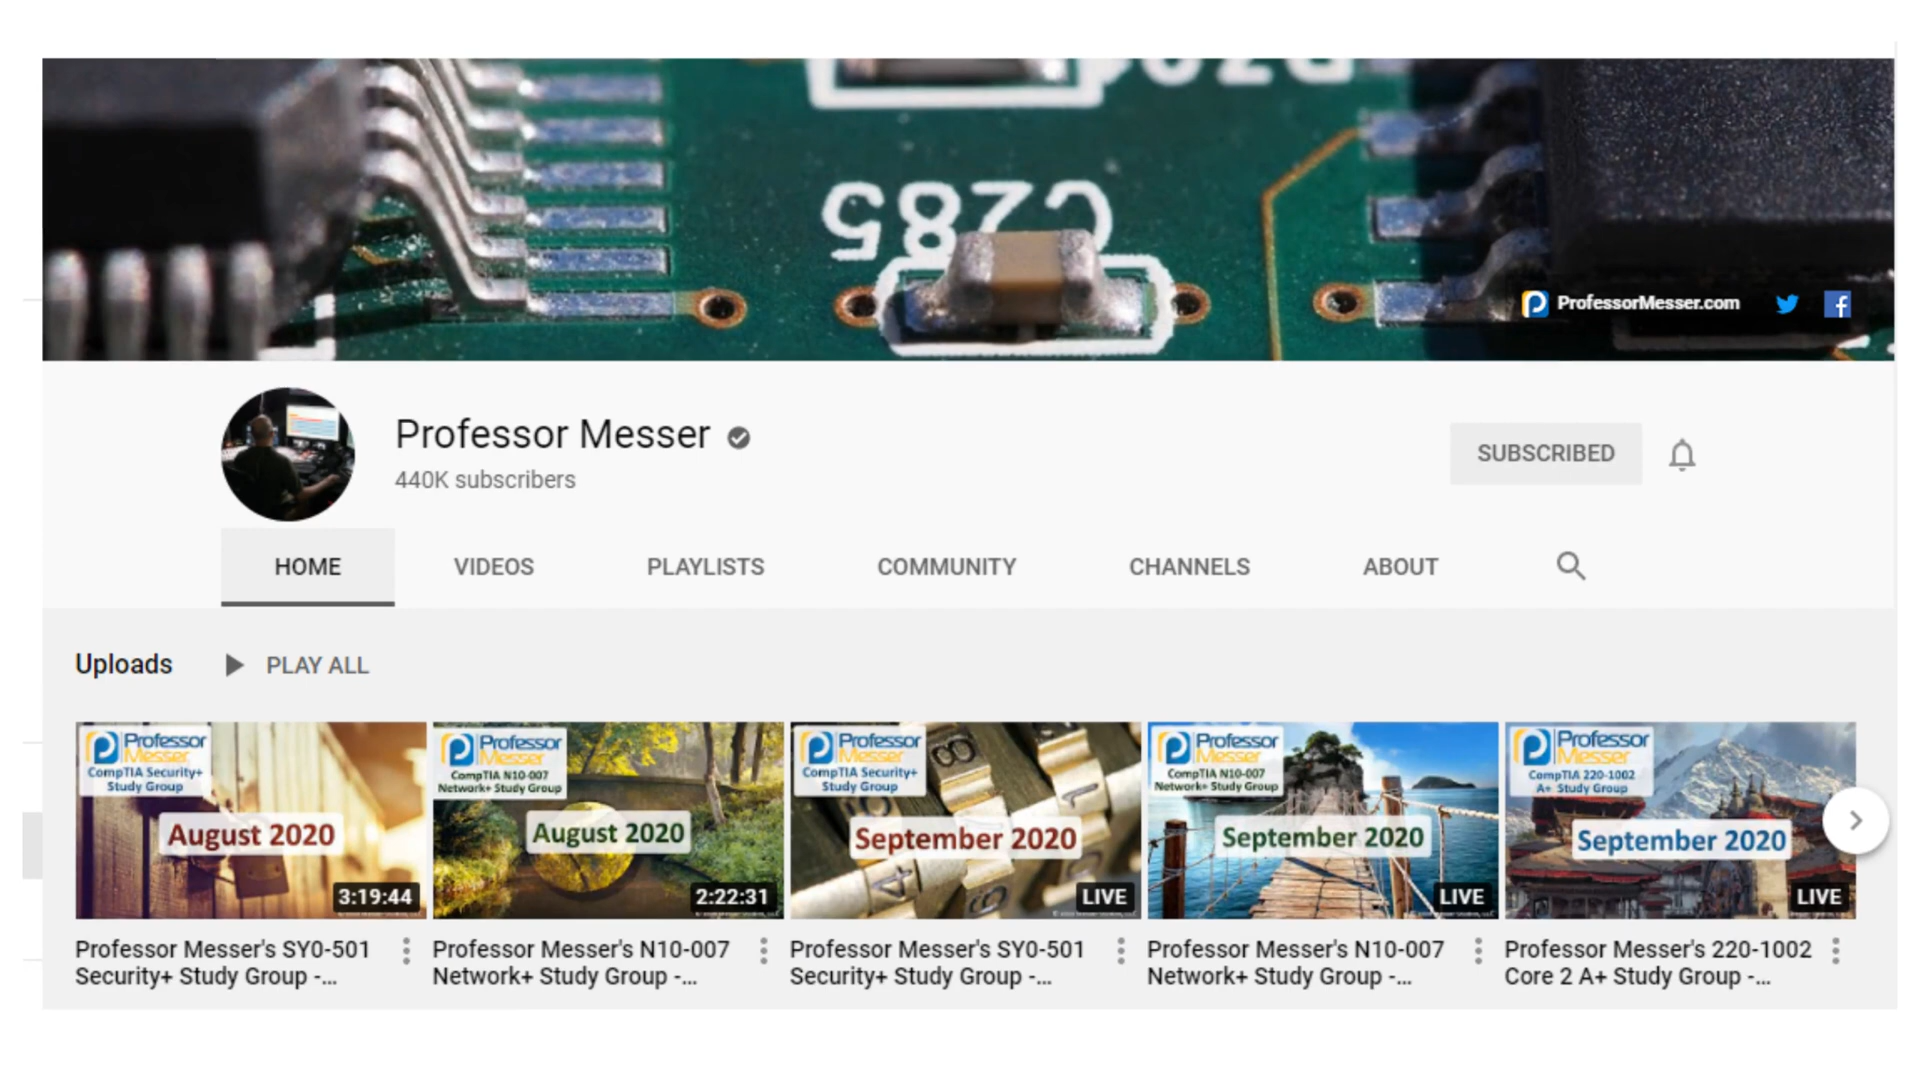 C285
ProfessorMesser.com
Professor Messer
440K subscribers
SUBSCRIBED
HOME
VIDEOS
PLAYLISTS
COMMUNITY
CHANNELS
ABOUT
Uploads
PLAY ALL
Professor
Messer
CompTIA Security+
Study Group
August 2020
3:19:44
Professor
Messer
CompTIA N10-007
Network+ Study Group
August 2020
2:22:31
Professor
Messer
CompTIA Security+
Study Group
September 2020
LIVE
Professor
Messer
CompTIA N10-007
Network+ Study Group
September 2020
LIVE
Professor
Messer
CompTIA 220-1002
A+ Study Group
September 2020
LIVE
Professor Messer's SY0-501
Security+ Study Group -...
Professor Messer's N10-007
Network+ Study Group -...
Professor Messer's SY0-501
Security+ Study Group -...
Professor Messer's N10-007
Network+ Study Group -...
Professor Messer's 220-1002
Core 2 A+ Study Group -...